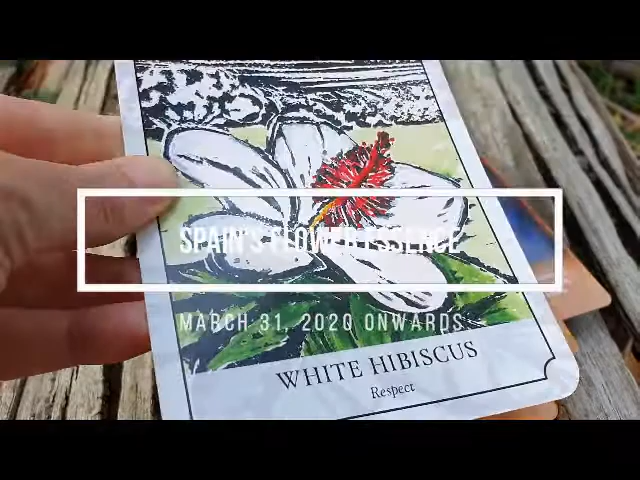 SPAIN'S FLOWER ESSENCE
MARCH 31, 2020 ONWARDS
WHITE HIBISCUS
Respect